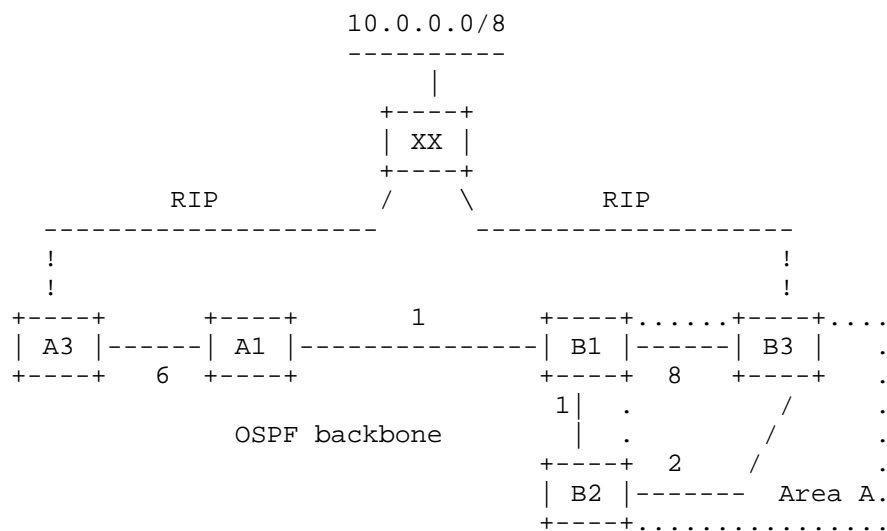 10.0.0.0/8
----------
|
+----+
| XX |
+----+
RIP / \ RIP
--------------------- --------------------
! !
! !
+----+ +----+ 1 +----+......+----+....
| A3 |------| A1 |---------------| B1 |------| B3 | .
+----+ 6 +----+ +----+ 8 +----+ .
1| . / .
OSPF backbone | . / .
+----+ 2 / .
| B2 |------- Area A.
+----+................